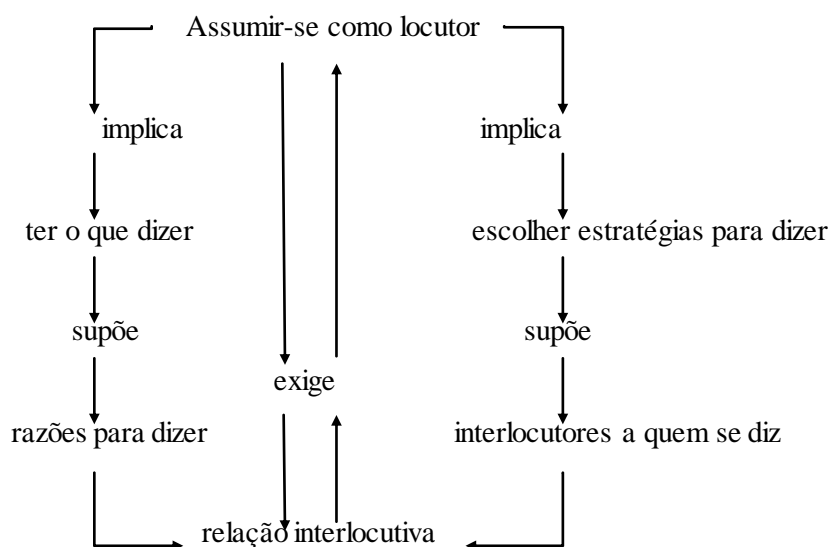 Assumir-se como locutor
implica
implica
ter o que dizer
escolher estratégias para dizer
supõe
supõe
exige
razões para dizer
interlocutores a quem se diz
relação interlocutiva